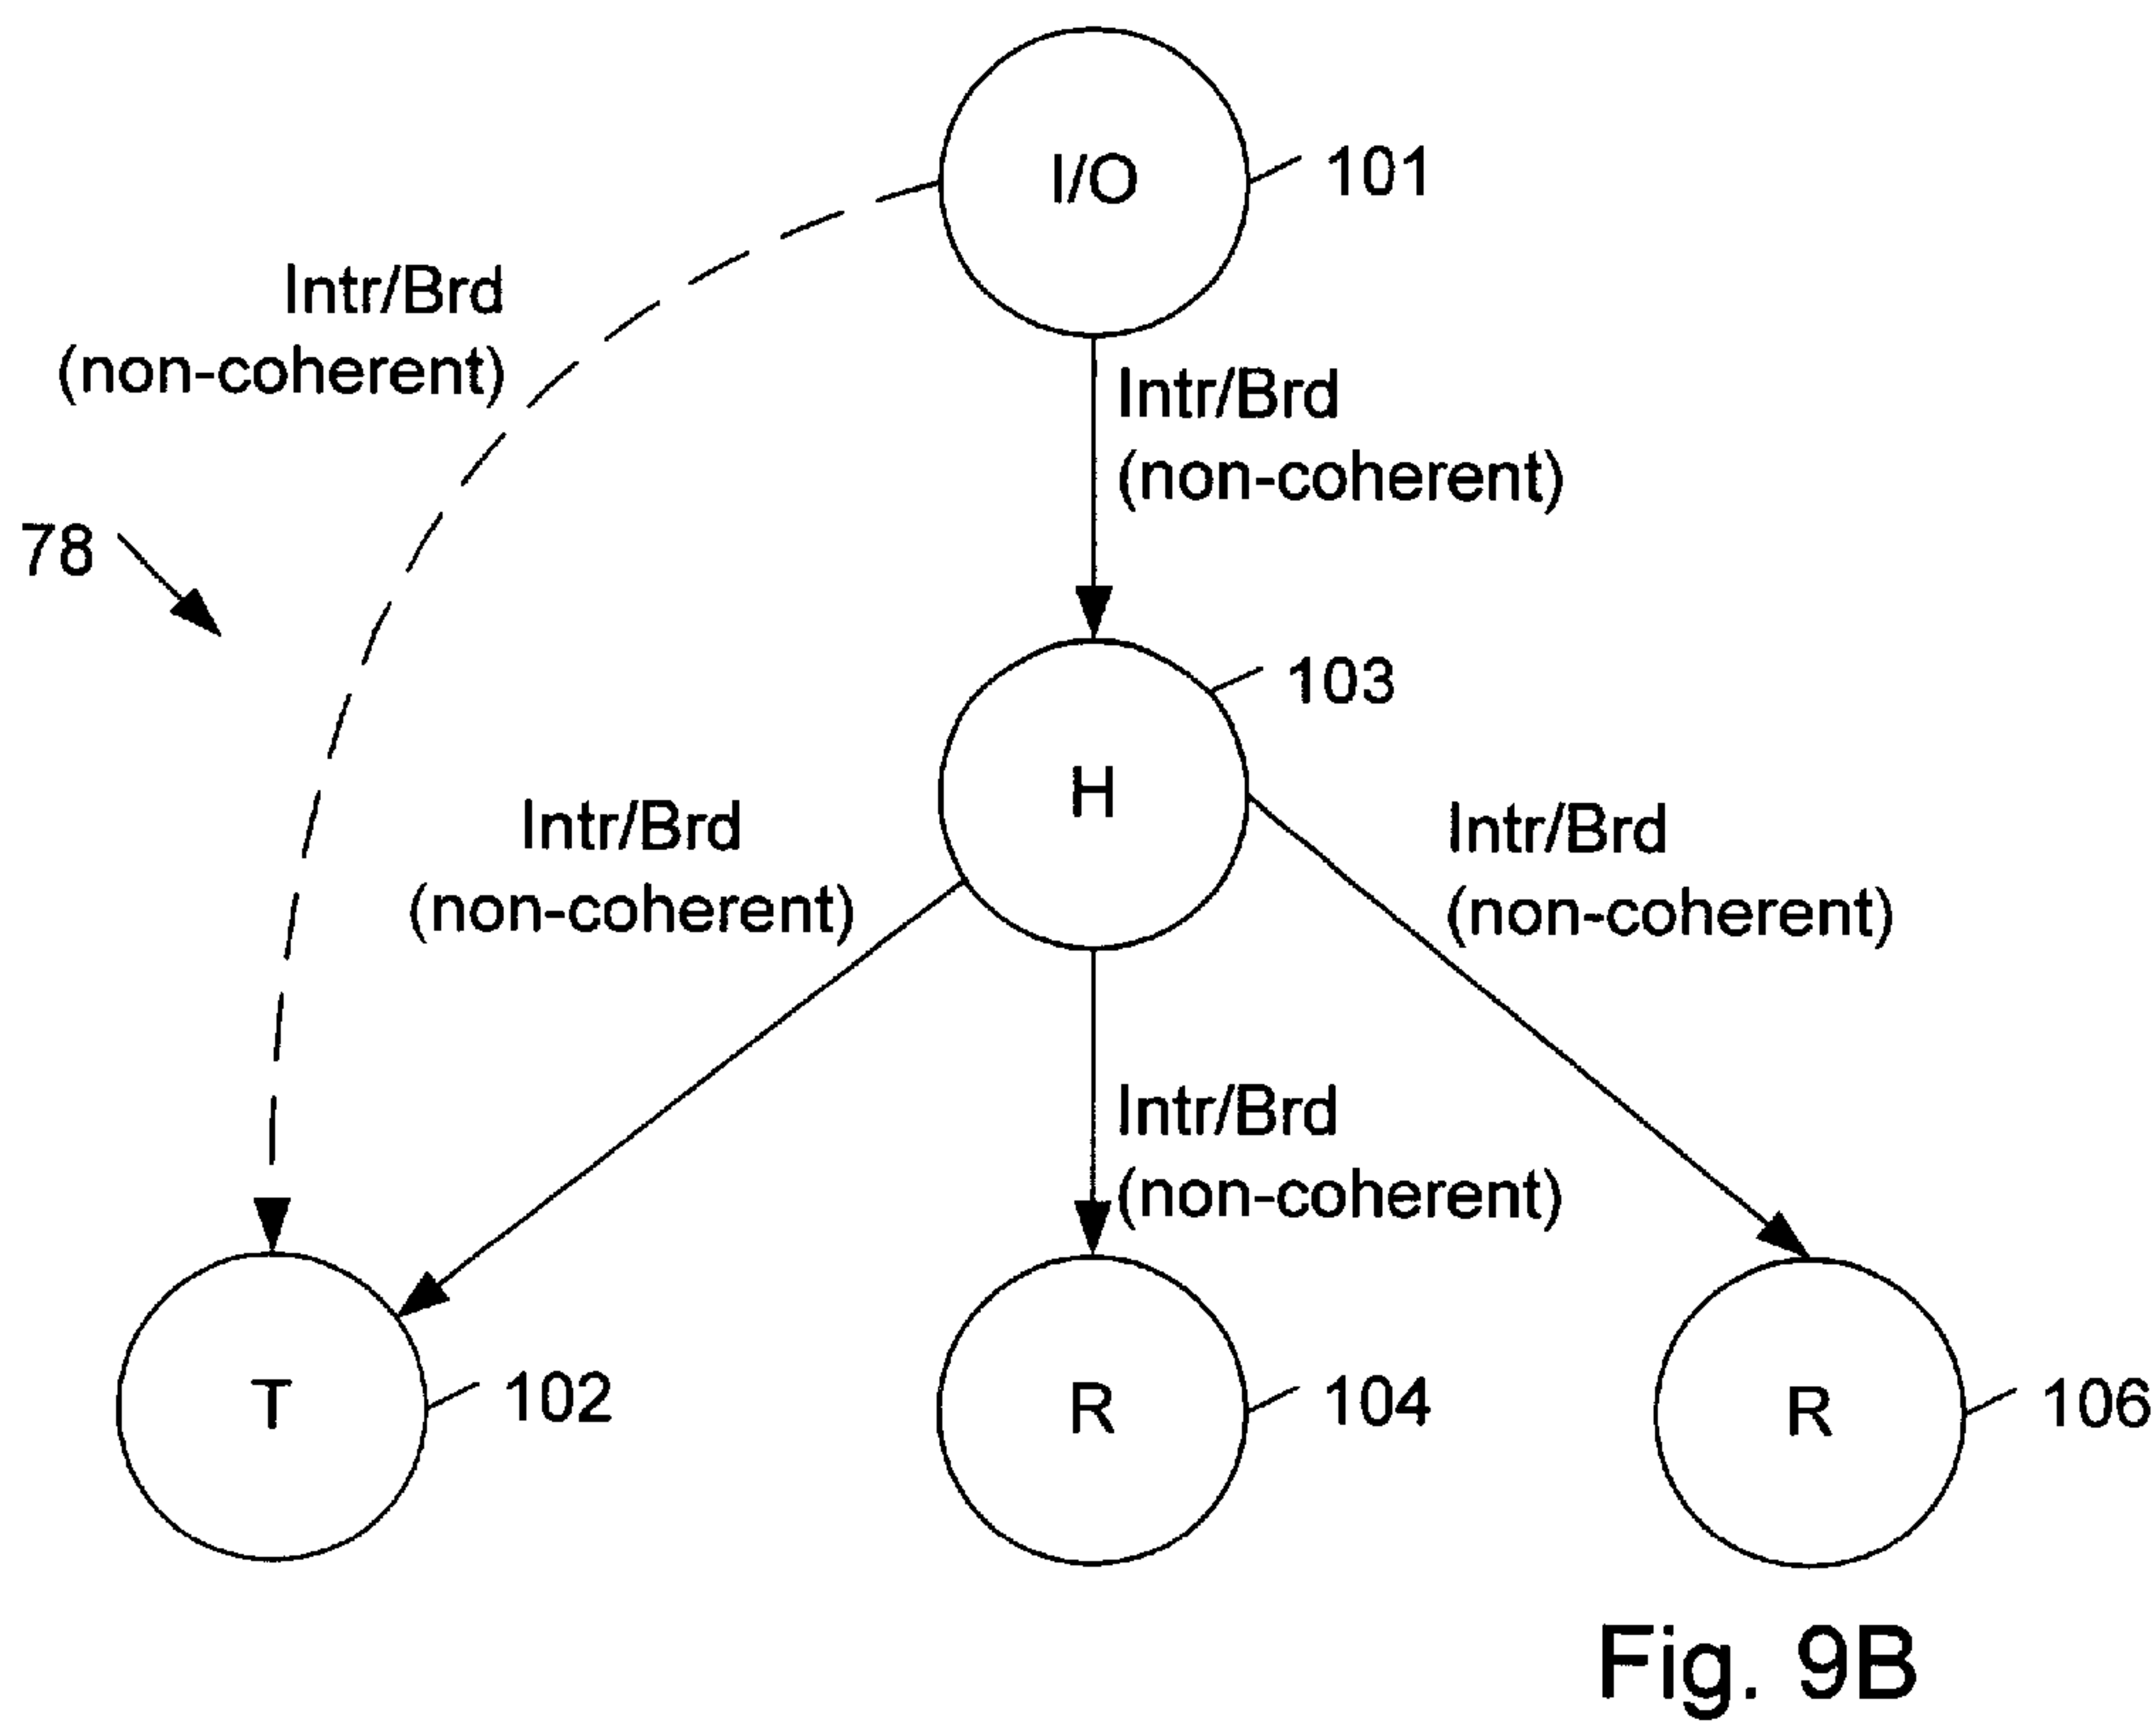 I/O
101
Intr/Brd
(non-coherent)
Intr/Brd
(non-coherent)
78
103
H
Intr/Brd
(non-coherent)
Intr/Brd
(non-coherent)
Intr/Brd
(non-coherent)
T
102
R
104
R
106
Fig. 9B